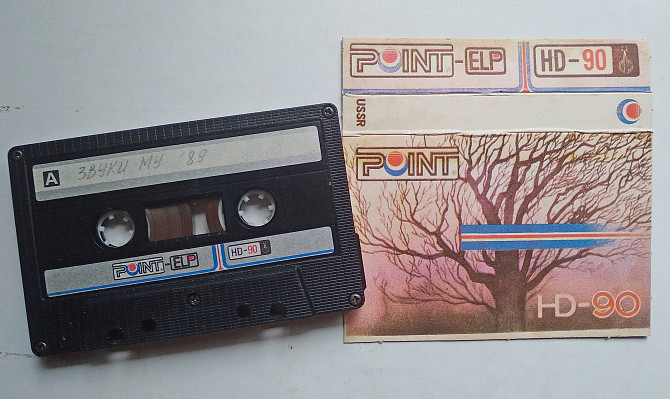 A ЗВУКИ МУ '89
POINT-ELP HD-90
POINT-ELP HD-90
USSR
POINT
HD-90